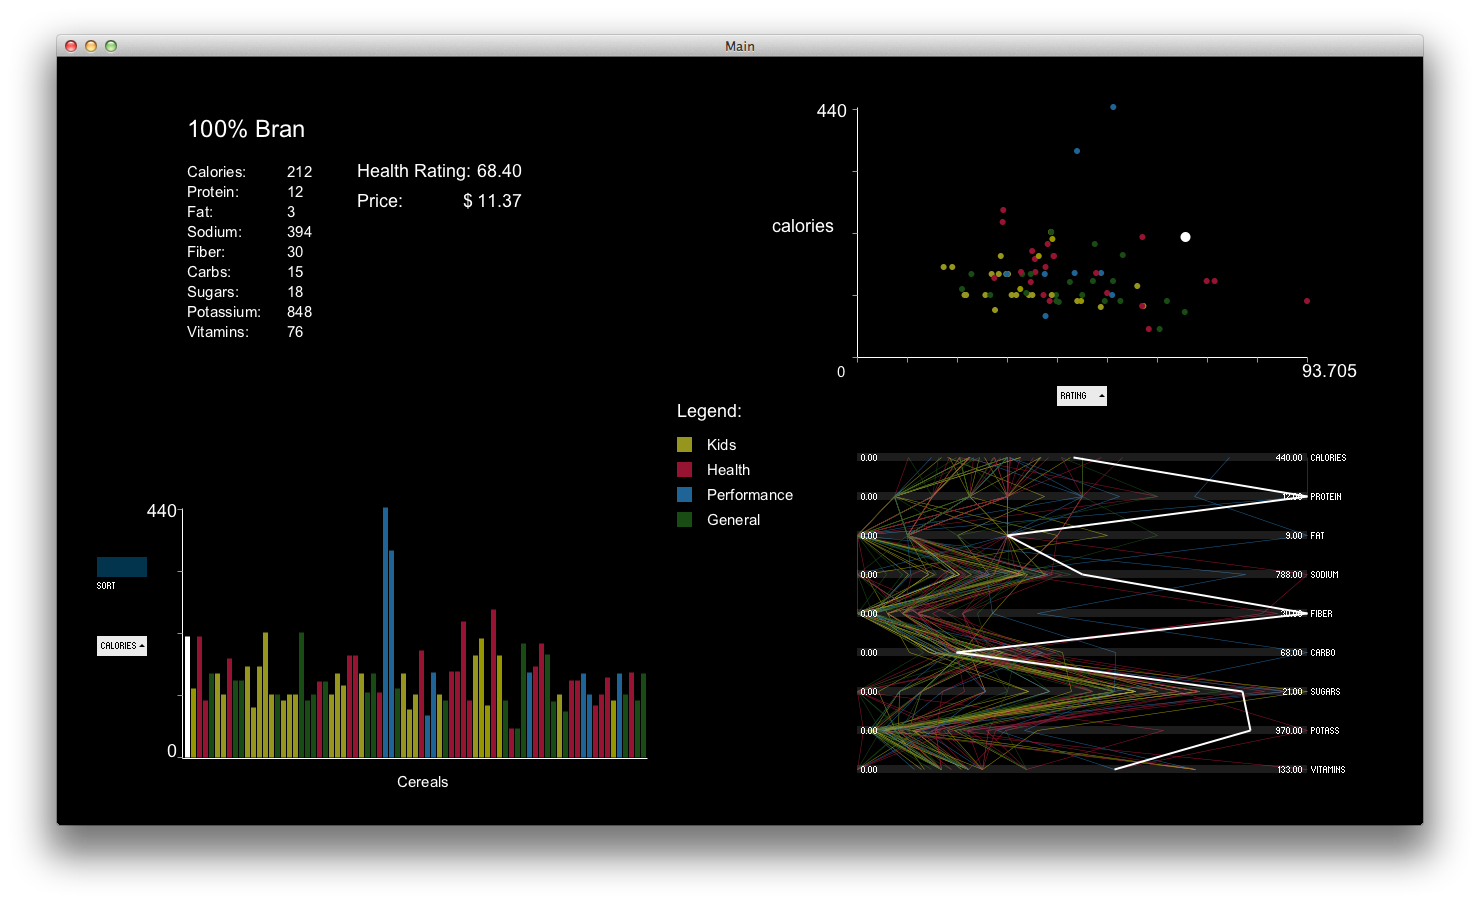 Main
100% Bran
Calories: 212
Protein: 12
Fat: 3
Sodium: 394
Fiber: 30
Carbs: 15
Sugars: 18
Potassium: 848
Vitamins: 76
Health Rating: 68.40
Price: $ 11.37
440
calories
0
93.705
RATING
Legend:
Kids
Health
Performance
General
440
SORT
CALORIES
0
Cereals
0.00 440.00 CALORIES
0.00 12.00 PROTEIN
0.00 9.00 FAT
0.00 788.00 SODIUM
0.00 30.00 FIBER
0.00 68.00 CARBO
0.00 21.00 SUGARS
0.00 970.00 POTASS
0.00 133.00 VITAMINS